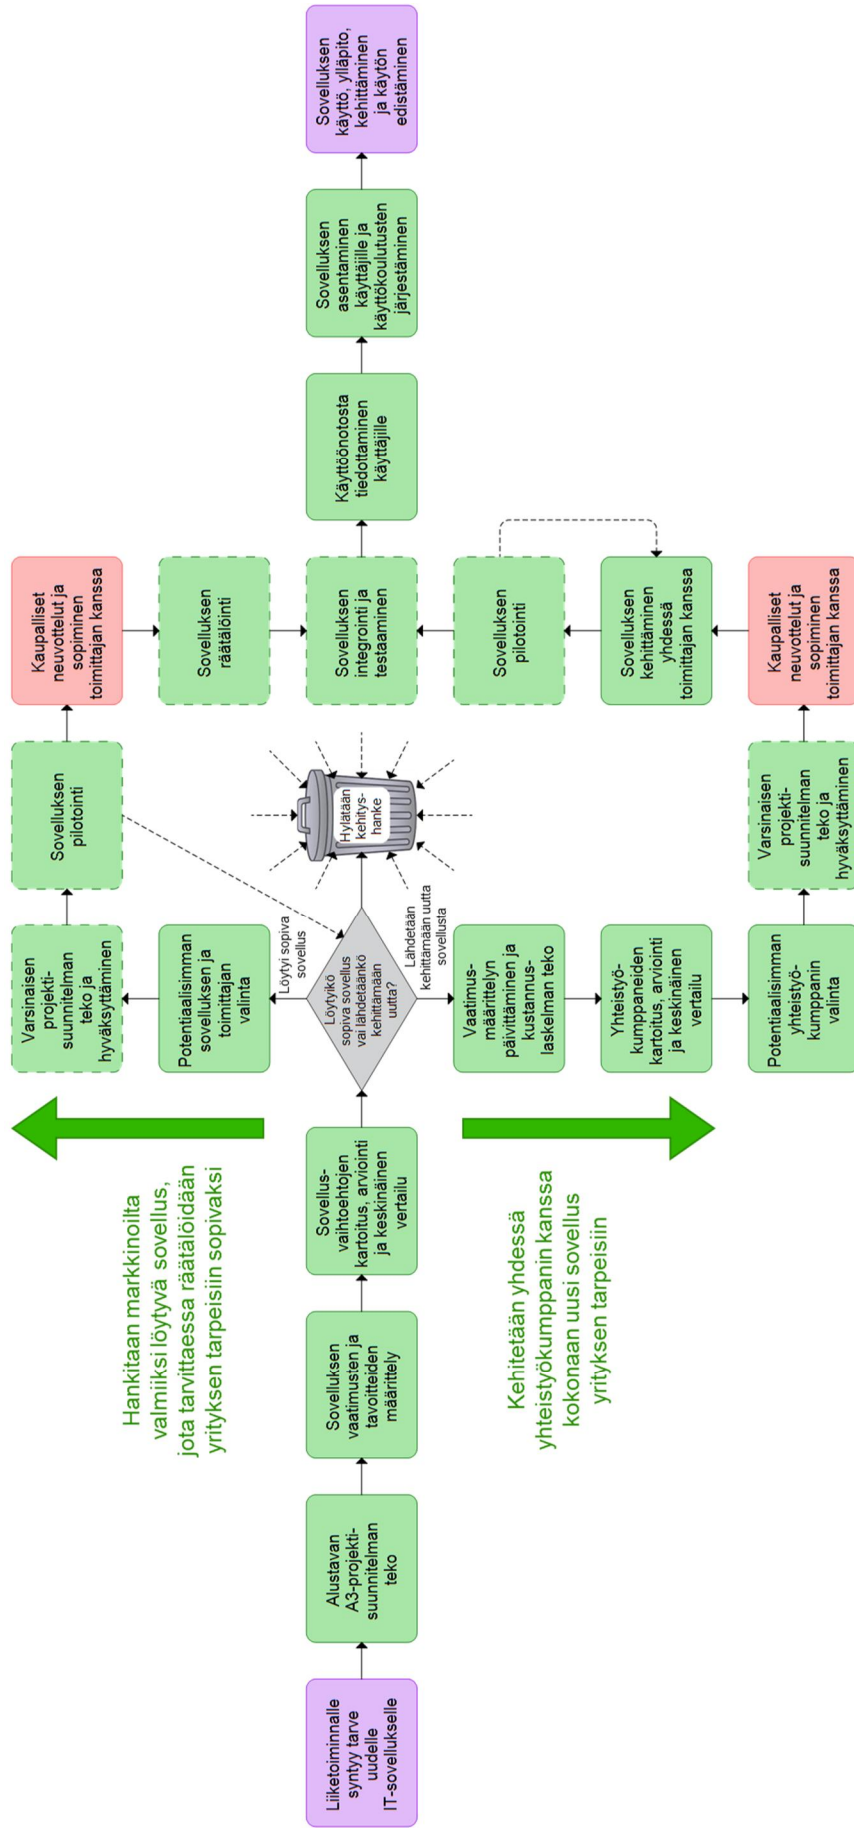 Liiketoiminnalle
syntyy tarve
uudelle
IT-sovellukselle
Alustavan
A3-projekti-
suunnitelman
teko
Sovelluksen
vaatimusten ja
tavoitteiden
määrittely
Sovellus-
vaihtoehtojen
kartoitus, arviointi
ja keskinäinen
vertailu
Löytyikö
sopiva sovellus
vai lähdetäänkö
kehittämään
uutta?
Hylätään
kehitys-
hanke
Hankitaan markkinoilta
valmiiksi löytyvä sovellus,
jota tarvittaessa räätälöidään
yrityksen tarpeisiin sopivaksi
Löytyi sopiva
sovellus
Potentiaalisimman
sovelluksen ja
toimittajan
valinta
Varsinaisen
projekti-
suunnitelman
teko ja
hyväksyttäminen
Sovelluksen
pilotointi
Kaupalliset
neuvottelut ja
sopiminen
toimittajan kanssa
Sovelluksen
räätälöinti
Kehitetään yhdessä
yhteistyökumppanin kanssa
kokonaan uusi sovellus
yrityksen tarpeisiin
Lähdetään
kehittämään uutta
sovellusta
Vaatimus-
määrittelyn
päivittäminen ja
kustannus-
laskelman teko
Yhteistyö-
kumppaneiden
kartoitus, arviointi
ja keskinäinen
vertailu
Potentiaalisimman
yhteistyö-
kumppanin
valinta
Varsinaisen
projekti-
suunnitelman
teko ja
hyväksyttäminen
Kaupalliset
neuvottelut ja
sopiminen
toimittajan kanssa
Sovelluksen
kehittäminen
yhdessä
toimittajan kanssa
Sovelluksen
pilotointi
Sovelluksen
integrointi ja
testaaminen
Käyttöönotosta
tiedottaminen
käyttäjille
Sovelluksen
asentaminen
käyttäjille ja
käyttökoulutusten
järjestäminen
Sovelluksen
käyttö, ylläpito,
kehittäminen
ja käytön
edistäminen